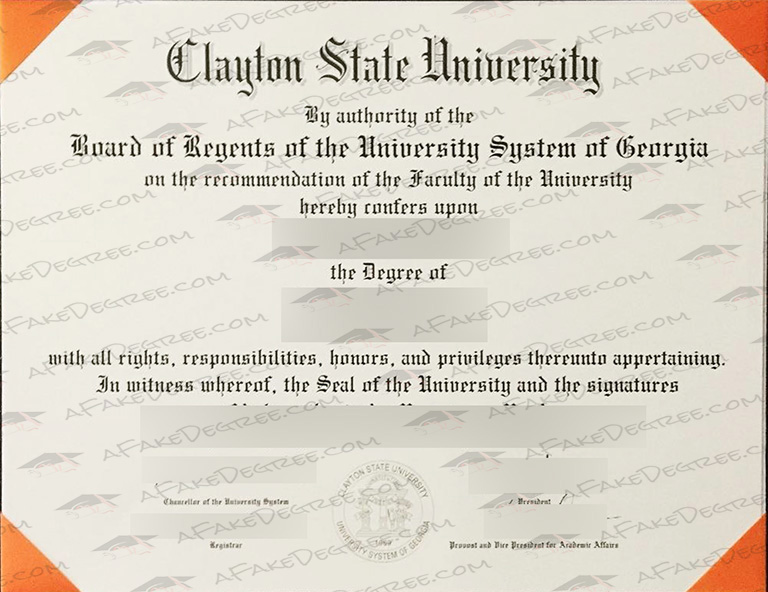 Clayton State University
By authority of the
Board of Regents of the University System of Georgia
on the recommendation of the Faculty of the University
hereby confers upon
the Degree of
with all rights, responsibilities, honors, and privileges thereunto appertaining.
In witness whereof, the Seal of the University and the signatures
CLAYTON STATE UNIVERSITY
UNIVERSITY SYSTEM OF GEORGIA
Chancellor of the University System
President
Registrar
Provost and Vice President for Academic Affairs
AFAKEDEGREE.COM